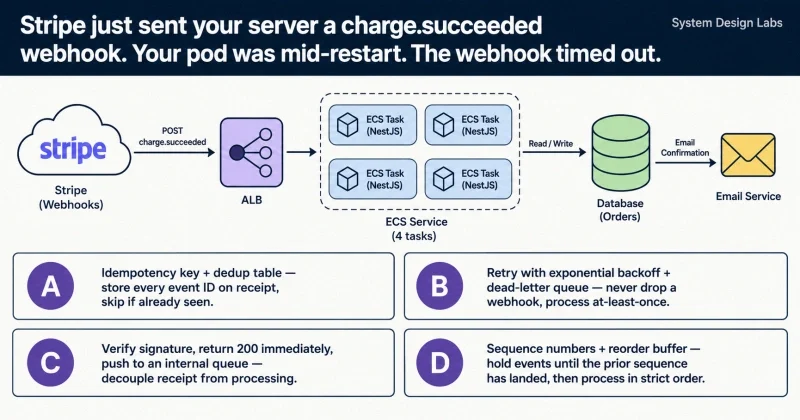 Stripe just sent your server a charge.succeeded
webhook. Your pod was mid-restart. The webhook timed out.
System Design Labs
stripe
Stripe
(Webhooks)
POST
charge.succeeded
ALB
ECS Task
(NestJS)
ECS Task
(NestJS)
ECS Task
(NestJS)
ECS Task
(NestJS)
ECS Service
(4 tasks)
Read / Write
Database
(Orders)
Email
Confirmation
Email Service
A
Idempotency key + dedup table —
store every event ID on receipt,
skip if already seen.
B
Retry with exponential backoff +
dead-letter queue — never drop a
webhook, process at-least-once.
C
Verify signature, return 200 immediately,
push to an internal queue —
decouple receipt from processing.
D
Sequence numbers + reorder buffer —
hold events until the prior sequence
has landed, then process in strict order.